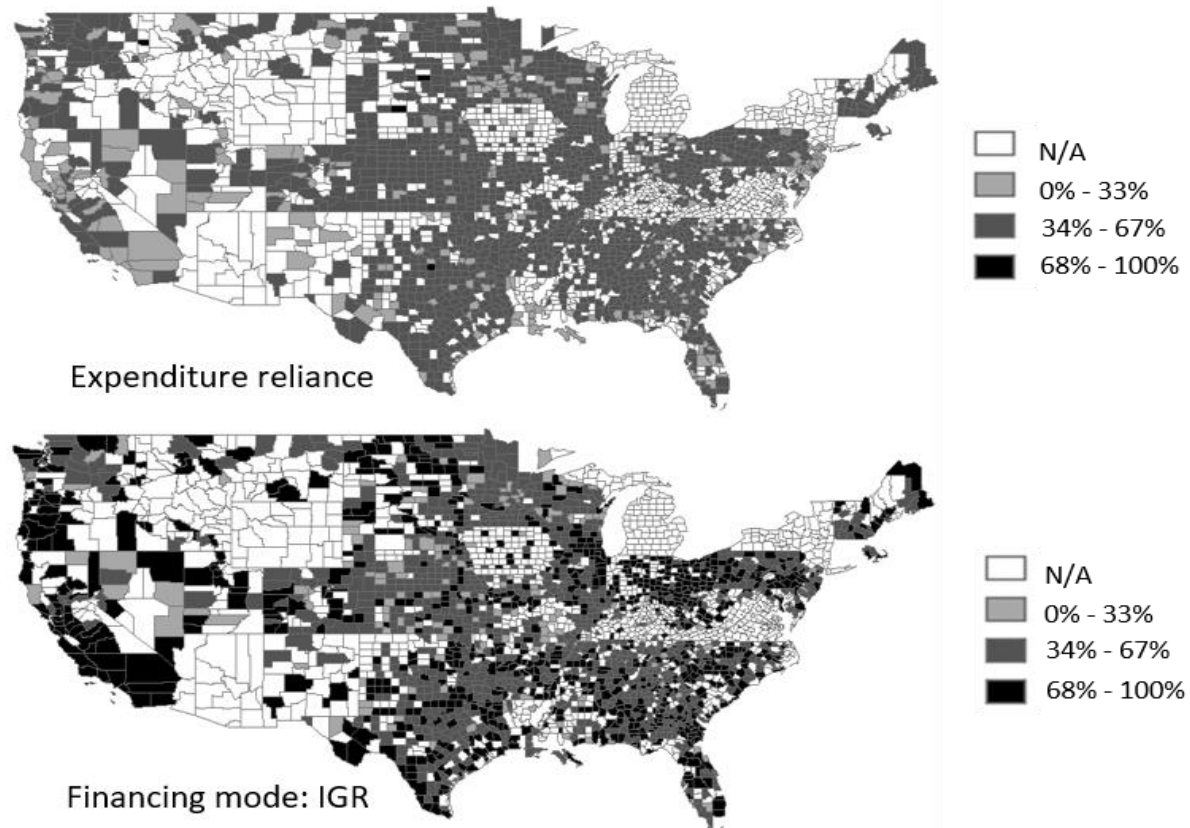 N/A
0% - 33%
34% - 67%
68% - 100%
Expenditure reliance
N/A
0% - 33%
34% - 67%
68% - 100%
Financing mode: IGR